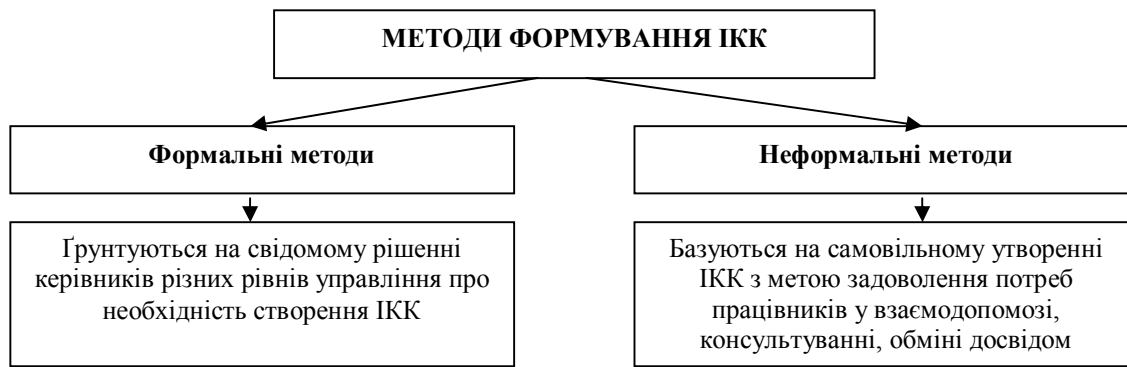 МЕТОДИ ФОРМУВАННЯ ІКК
Формальні методи
Неформальні методи
Ґрунтуються на свідомому рішенні
керівників різних рівнів управління про
необхідність створення ІКК
Базуються на самовільному утворенні
ІКК з метою задоволення потреб
працівників у взаємодопомозі,
консультуванні, обміні досвідом